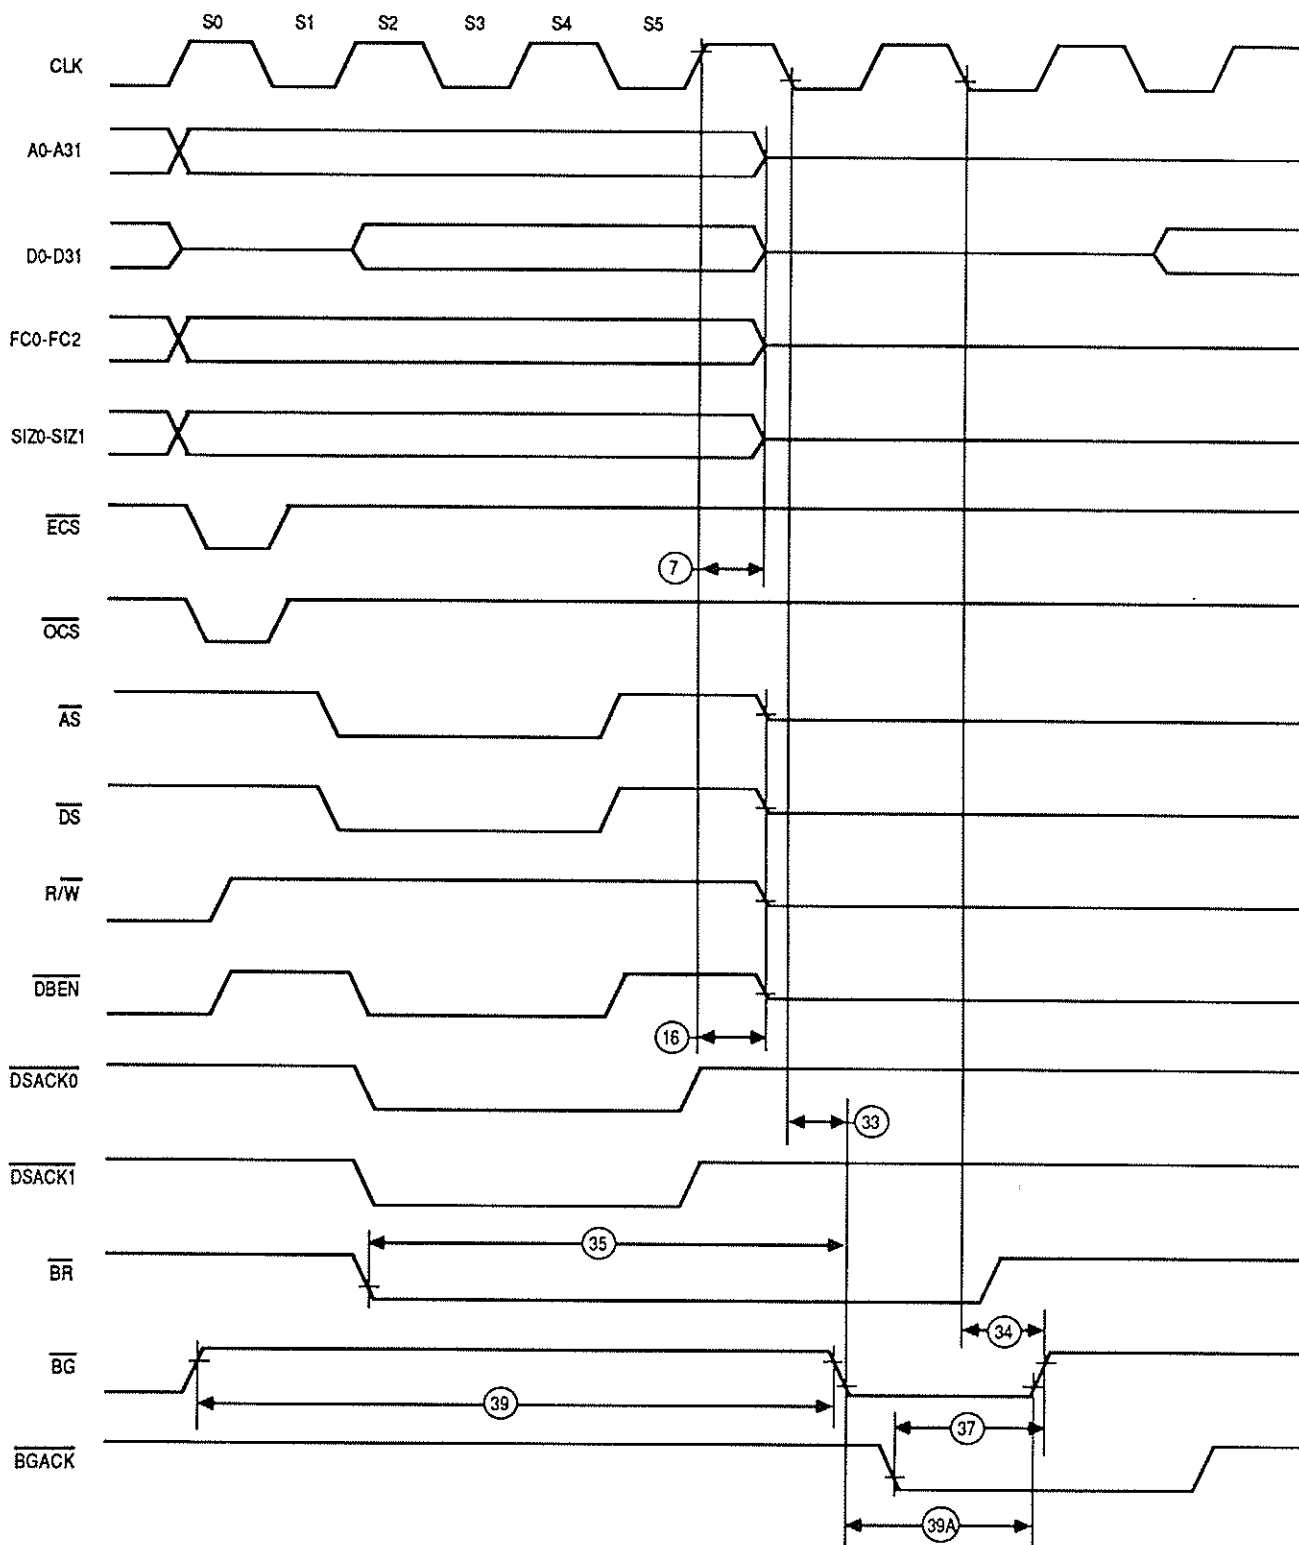 S0 S1 S2 S3 S4 S5
CLK
A0-A31
D0-D31
FC0-FC2
SIZ0-SIZ1
ECS
7
OCS
AS
DS
R/W
DBEN
16
DSACK0
33
DSACK1
35
BR
34
BG
39
37
BGACK
39A